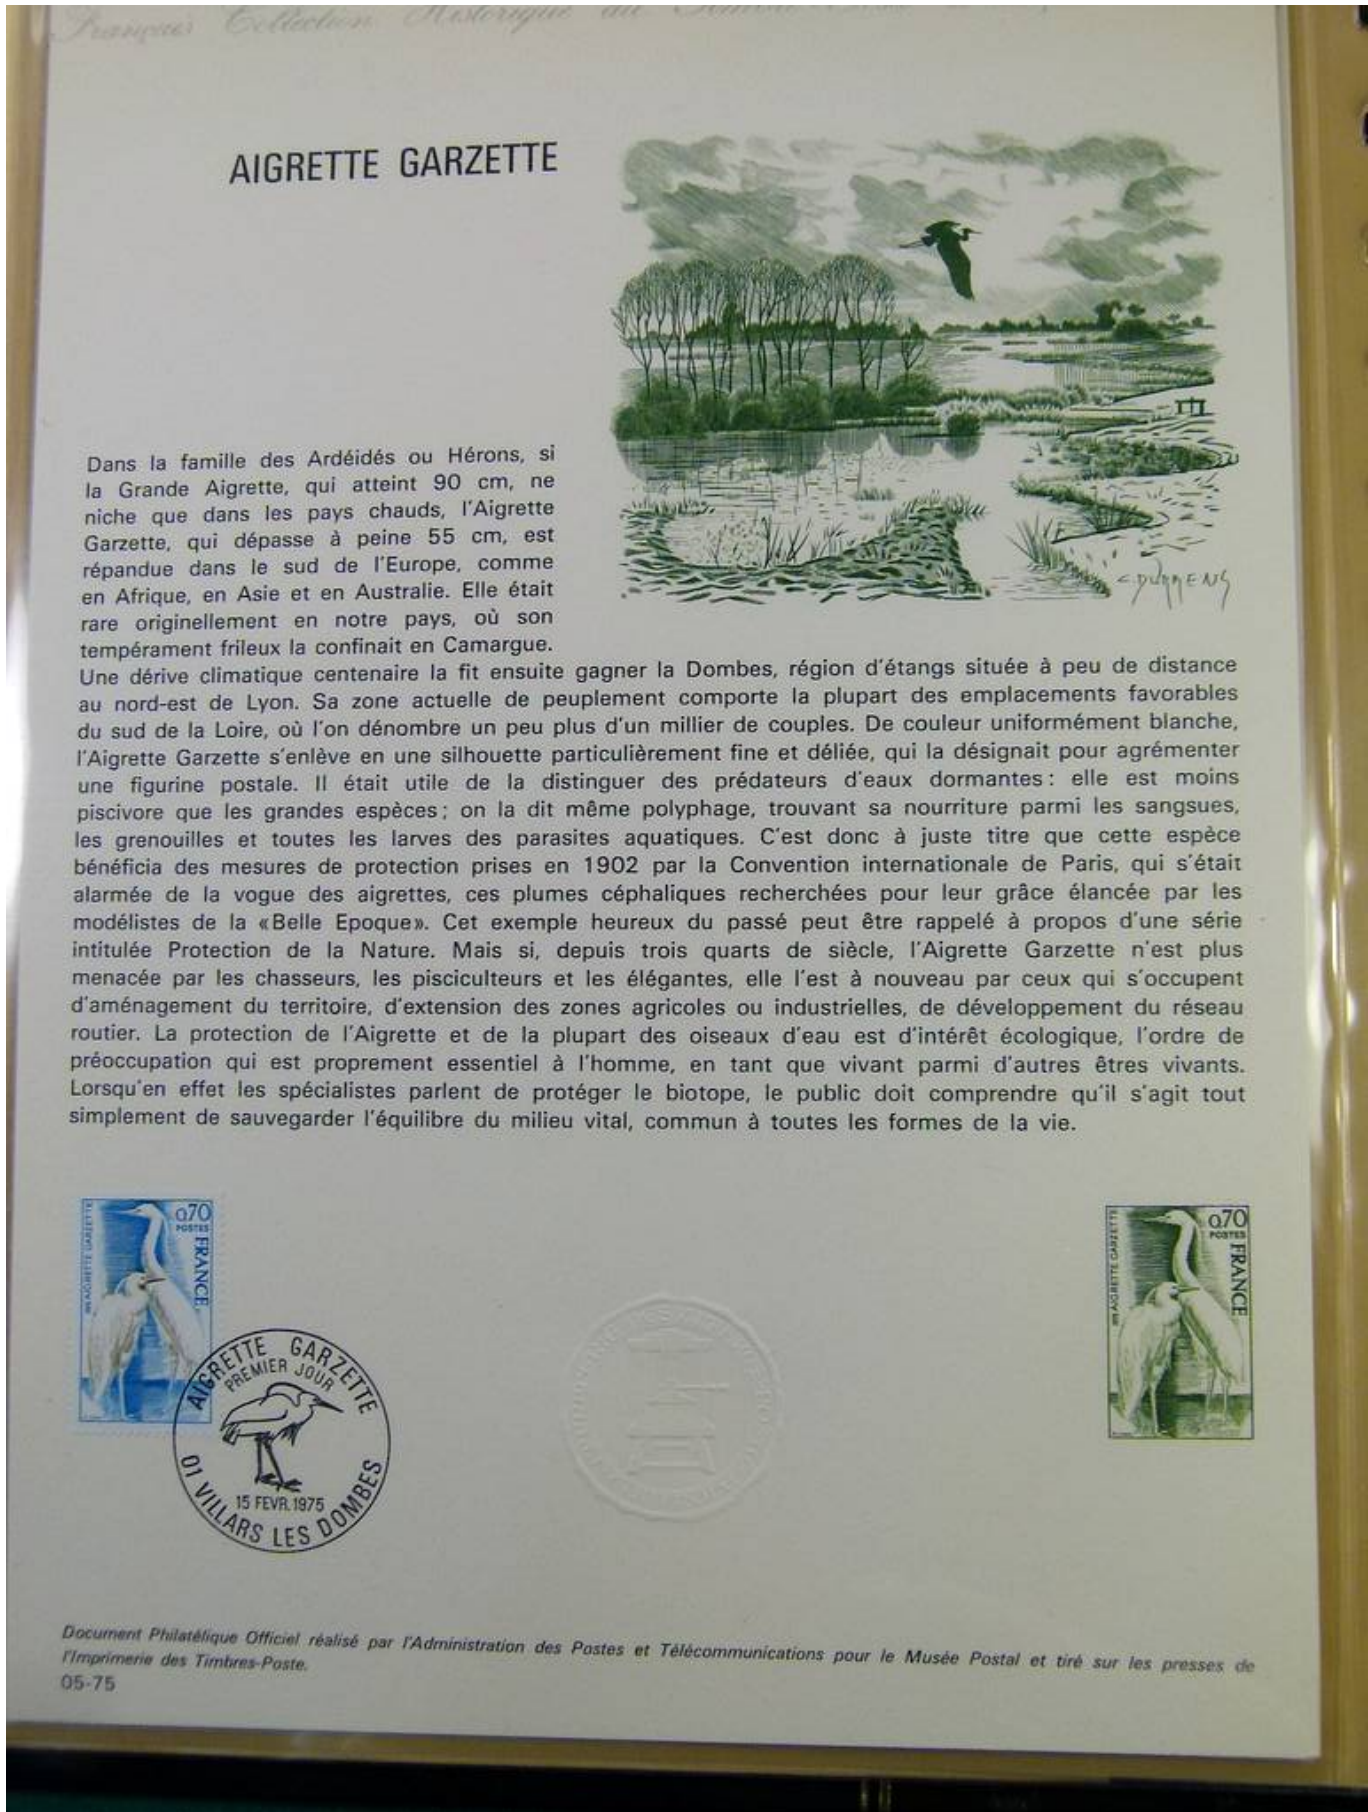 Français Collection Historique du Timbre
AIGRETTE GARZETTE
Dans la famille des Ardéidés ou Hérons, si
la Grande Aigrette, qui atteint 90 cm, ne
niche que dans les pays chauds, l'Aigrette
Garzette, qui dépasse à peine 55 cm, est
répandue dans le sud de l'Europe, comme
en Afrique, en Asie et en Australie. Elle était
rare originellement en notre pays, où son
tempérament frileux la confinait en Camargue.
Une dérive climatique centenaire la fit ensuite gagner la Dombes, région d'étangs située à peu de distance
au nord-est de Lyon. Sa zone actuelle de peuplement comporte la plupart des emplacements favorables
du sud de la Loire, où l'on dénombre un peu plus d'un millier de couples. De couleur uniformément blanche,
l'Aigrette Garzette s'enlève en une silhouette particulièrement fine et déliée, qui la désignait pour agrémenter
une figurine postale. Il était utile de la distinguer des prédateurs d'eaux dormantes : elle est moins
piscivore que les grandes espèces ; on la dit même polyphage, trouvant sa nourriture parmi les sangsues,
les grenouilles et toutes les larves des parasites aquatiques. C'est donc à juste titre que cette espèce
bénéficia des mesures de protection prises en 1902 par la Convention internationale de Paris, qui s'était
alarmée de la vogue des aigrettes, ces plumes céphaliques recherchées pour leur grâce élancée par les
modélistes de la «Belle Epoque». Cet exemple heureux du passé peut être rappelé à propos d'une série
intitulée Protection de la Nature. Mais si, depuis trois quarts de siècle, l'Aigrette Garzette n'est plus
menacée par les chasseurs, les pisciculteurs et les élégantes, elle l'est à nouveau par ceux qui s'occupent
d'aménagement du territoire, d'extension des zones agricoles ou industrielles, de développement du réseau
routier. La protection de l'Aigrette et de la plupart des oiseaux d'eau est d'intérêt écologique, l'ordre de
préoccupation qui est proprement essentiel à l'homme, en tant que vivant parmi d'autres êtres vivants.
Lorsqu'en effet les spécialistes parlent de protéger le biotope, le public doit comprendre qu'il s'agit tout
simplement de sauvegarder l'équilibre du milieu vital, commun à toutes les formes de la vie.
0,70
POSTES
FRANCE
AIGRETTE GARZETTE
0,70
POSTES
FRANCE
AIGRETTE GARZETTE
AIGRETTE GARZETTE
PREMIER JOUR
15 FEVR. 1975
01 VILLARS LES DOMBES
Document Philatélique Officiel réalisé par l'Administration des Postes et Télécommunications pour le Musée Postal et tiré sur les presses de
l'Imprimerie des Timbres-Poste.
05-75